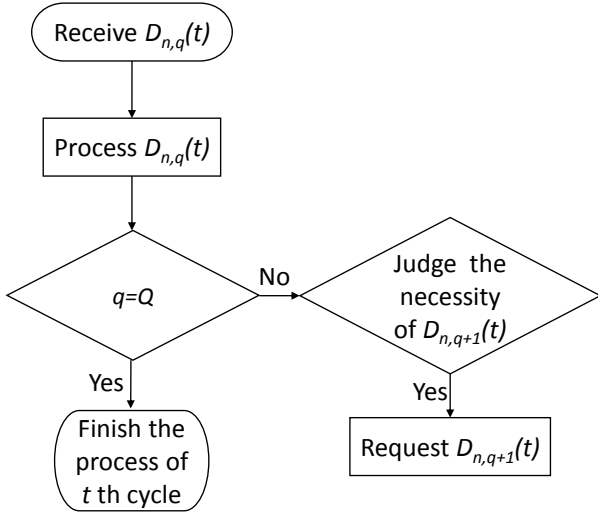 Receive D_{n,q}(t)
Process D_{n,q}(t)
q=Q
No
Judge the
necessity
of D_{n,q+1}(t)
Yes
Finish the
process of
t th cycle
Yes
Request D_{n,q+1}(t)